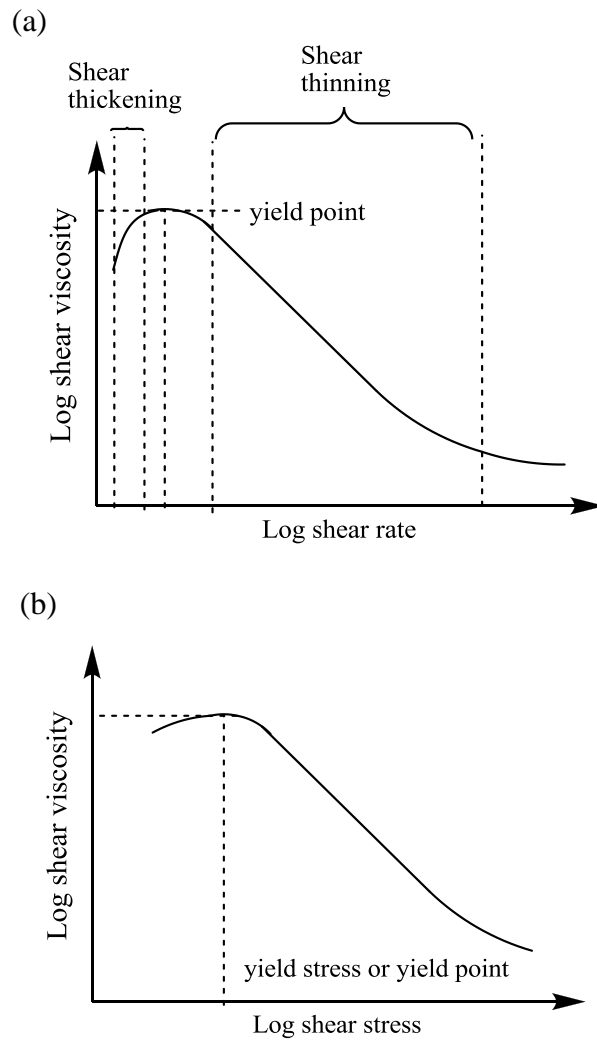 (a)
Shear
thickening
Shear
thinning
yield point
Log shear viscosity
Log shear rate
(b)
Log shear viscosity
yield stress or yield point
Log shear stress